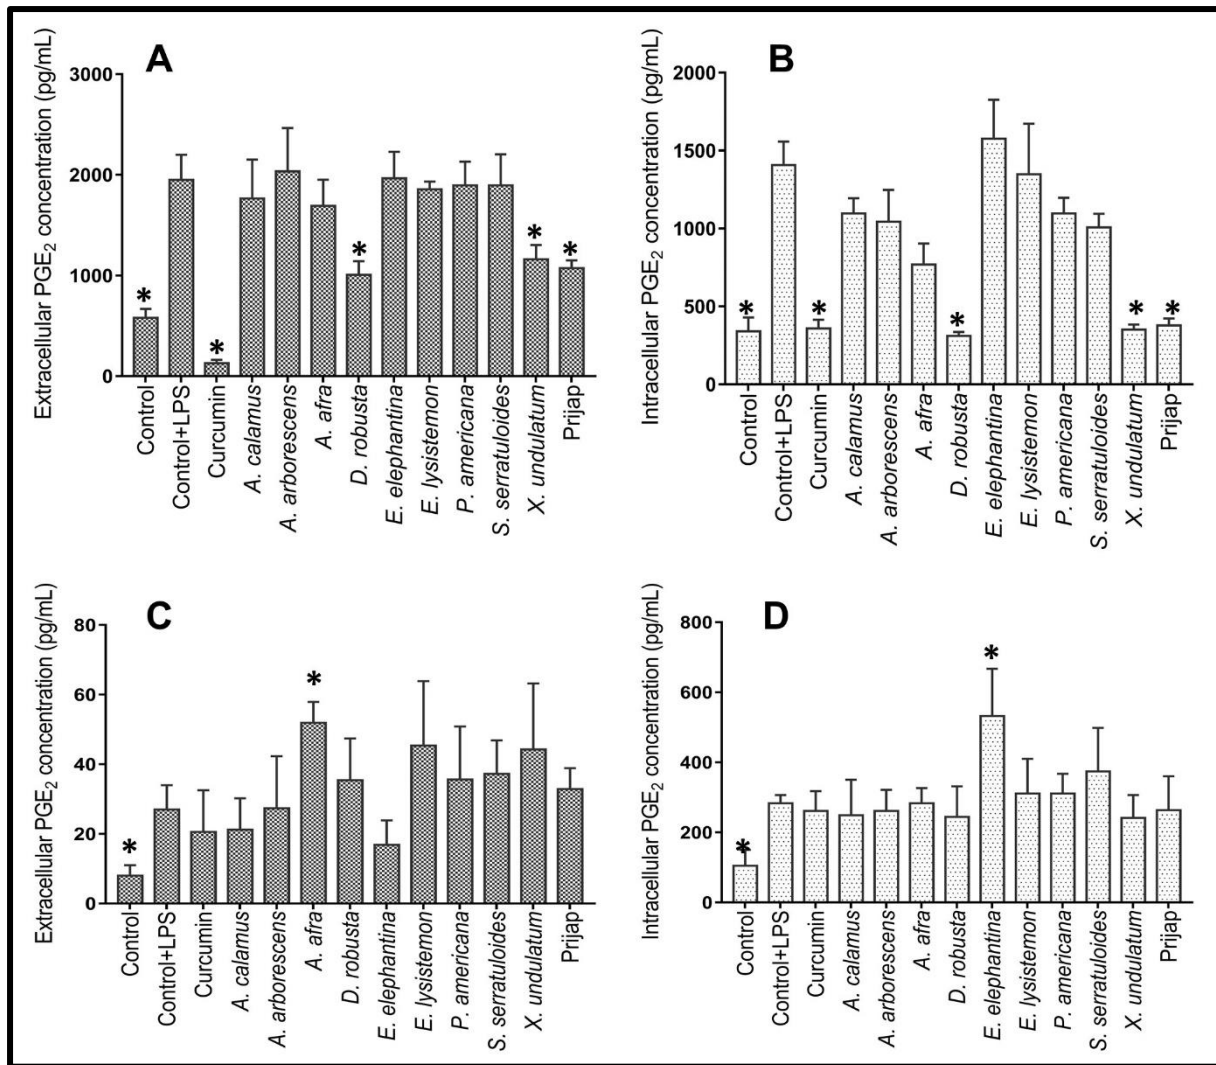 A
Extracellular PGE₂ concentration (pg/mL)
3000
2000
1000
0
*
*
*
*
*
Control
Control+LPS
Curcumin
A. calamus
A. arborescens
A. afra
D. robusta
E. elephantina
E. lysistemon
P. americana
S. serratuloides
X. undulatum
Prijap
B
Intracellular PGE₂ concentration (pg/mL)
2000
1500
1000
500
0
*
*
*
*
*
Control
Control+LPS
Curcumin
A. calamus
A. arborescens
A. afra
D. robusta
E. elephantina
E. lysistemon
P. americana
S. serratuloides
X. undulatum
Prijap
C
Extracellular PGE₂ concentration (pg/mL)
80
60
40
20
0
*
*
Control
Control+LPS
Curcumin
A. calamus
A. arborescens
A. afra
D. robusta
E. elephantina
E. lysistemon
P. americana
S. serratuloides
X. undulatum
Prijap
D
Intracellular PGE₂ concentration (pg/mL)
800
600
400
200
0
*
*
Control
Control+LPS
Curcumin
A. calamus
A. arborescens
A. afra
D. robusta
E. elephantina
E. lysistemon
P. americana
S. serratuloides
X. undulatum
Prijap